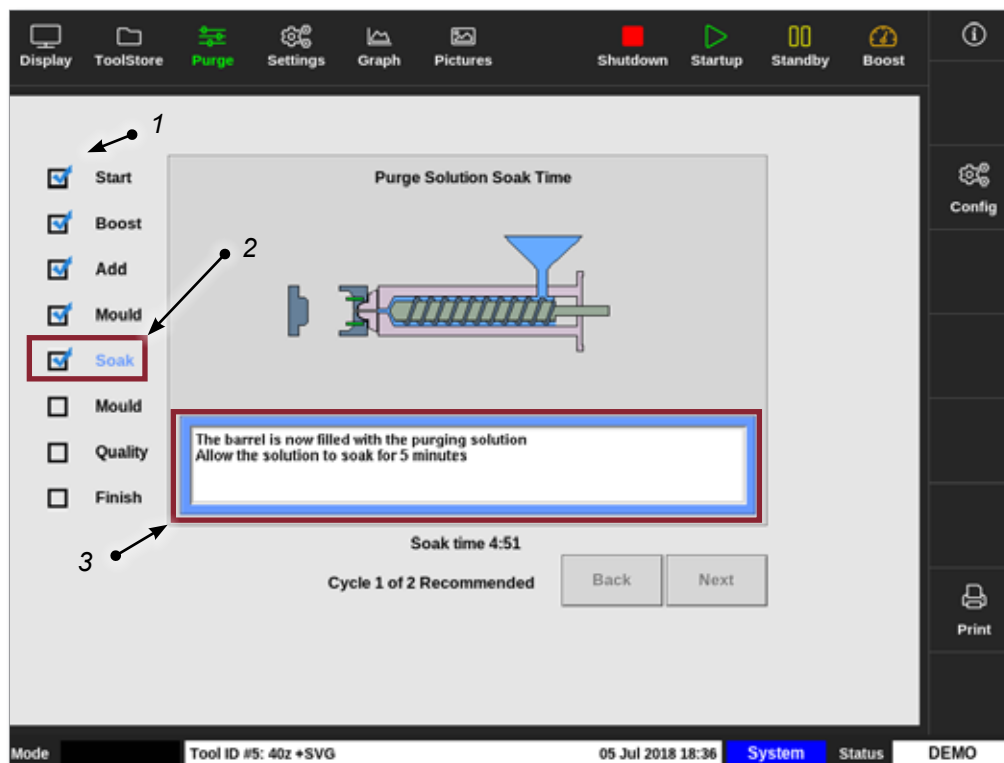 Display ToolStore Purge Settings Graph Pictures Shutdown Startup Standby Boost
1
Start
Purge Solution Soak Time
Config
Boost
2
Add
Mould
Soak
Mould
The barrel is now filled with the purging solution
Allow the solution to soak for 5 minutes
Quality
Finish
3
Soak time 4:51
Cycle 1 of 2 Recommended
Back Next
Print
Mode Tool ID #5: 40z +SVG 05 Jul 2018 18:36 System Status DEMO